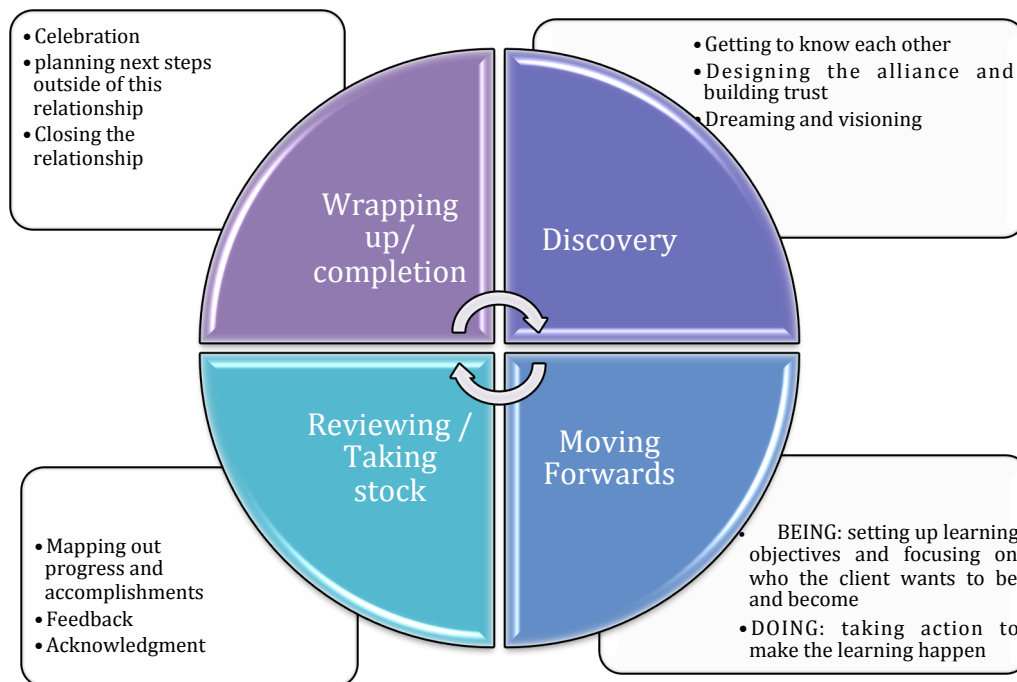 • Celebration
• planning next steps
outside of this
relationship
• Closing the
relationship
• Getting to know each other
• Designing the alliance and
building trust
• Dreaming and visioning
Wrapping
up/
completion
Discovery
Reviewing /
Taking
stock
Moving
Forwards
• Mapping out
progress and
accomplishments
• Feedback
• Acknowledgment
• BEING: setting up learning
objectives and focusing on
who the client wants to be
and become
• DOING: taking action to
make the learning happen